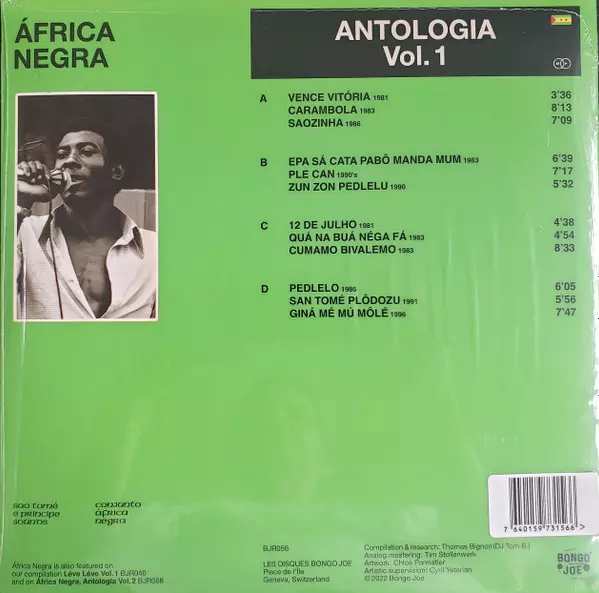 ÁFRICA
NEGRA
ANTOLOGIA
Vol. 1
A VENCE VITÓRIA 1981 3'36
CARAMBOLA 1983 8'13
SAOZINHA 1986 7'09
B EPA SÁ CATA PABÔ MANDA MUM 1983 6'39
PLE CAN 1990's 7'17
ZUN ZON PEDLELU 1990 5'32
C 12 DE JULHO 1981 4'38
QUÁ NA BUÁ NÉGA FÁ 1983 4'54
CUMAMO BIVALEMO 1983 8'33
D PEDLELO 1986 6'05
SAN TOMÉ PLÔDOZU 1991 5'56
GINÁ MÉ MÚ MÔLÊ 1996 7'47
são tomé
e príncipe
sounds
conjunto
áfrica
negra
África Negra is also featured on
our compilation Léve Léve Vol. 1 BJR040
and on África Negra, Antologia Vol. 2 BJR068
BJR056
LES DISQUES BONGO JOE
Place de l'Île
Geneva, Switzerland
Compilation & research: Thomas Bignon (DJ Tom B.)
Analog mastering: Tim Stollenwerk
Artwork: Chloé Parmatier
Artistic supervision: Cyril Yeterian
© 2022 Bongo Joe
7 640159 731566 >
BONGO
JOE